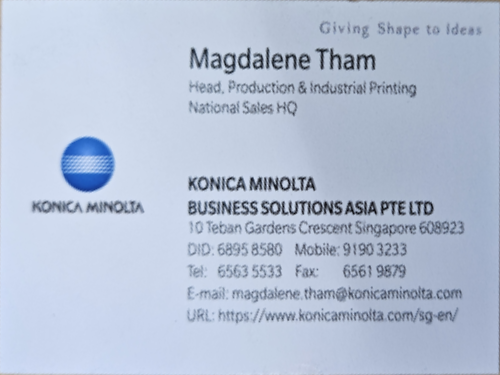 Giving Shape to Ideas
Magdalene Tham
Head, Production & Industrial Printing
National Sales HQ
KONICA MINOLTA
KONICA MINOLTA
BUSINESS SOLUTIONS ASIA PTE LTD
10 Teban Gardens Crescent Singapore 608923
DID: 6895 8580 Mobile: 9190 3233
Tel: 6563 5533 Fax: 6561 9879
E-mail: magdalene.tham@konicaminolta.com
URL: https://www.konicaminolta.com/sg-en/